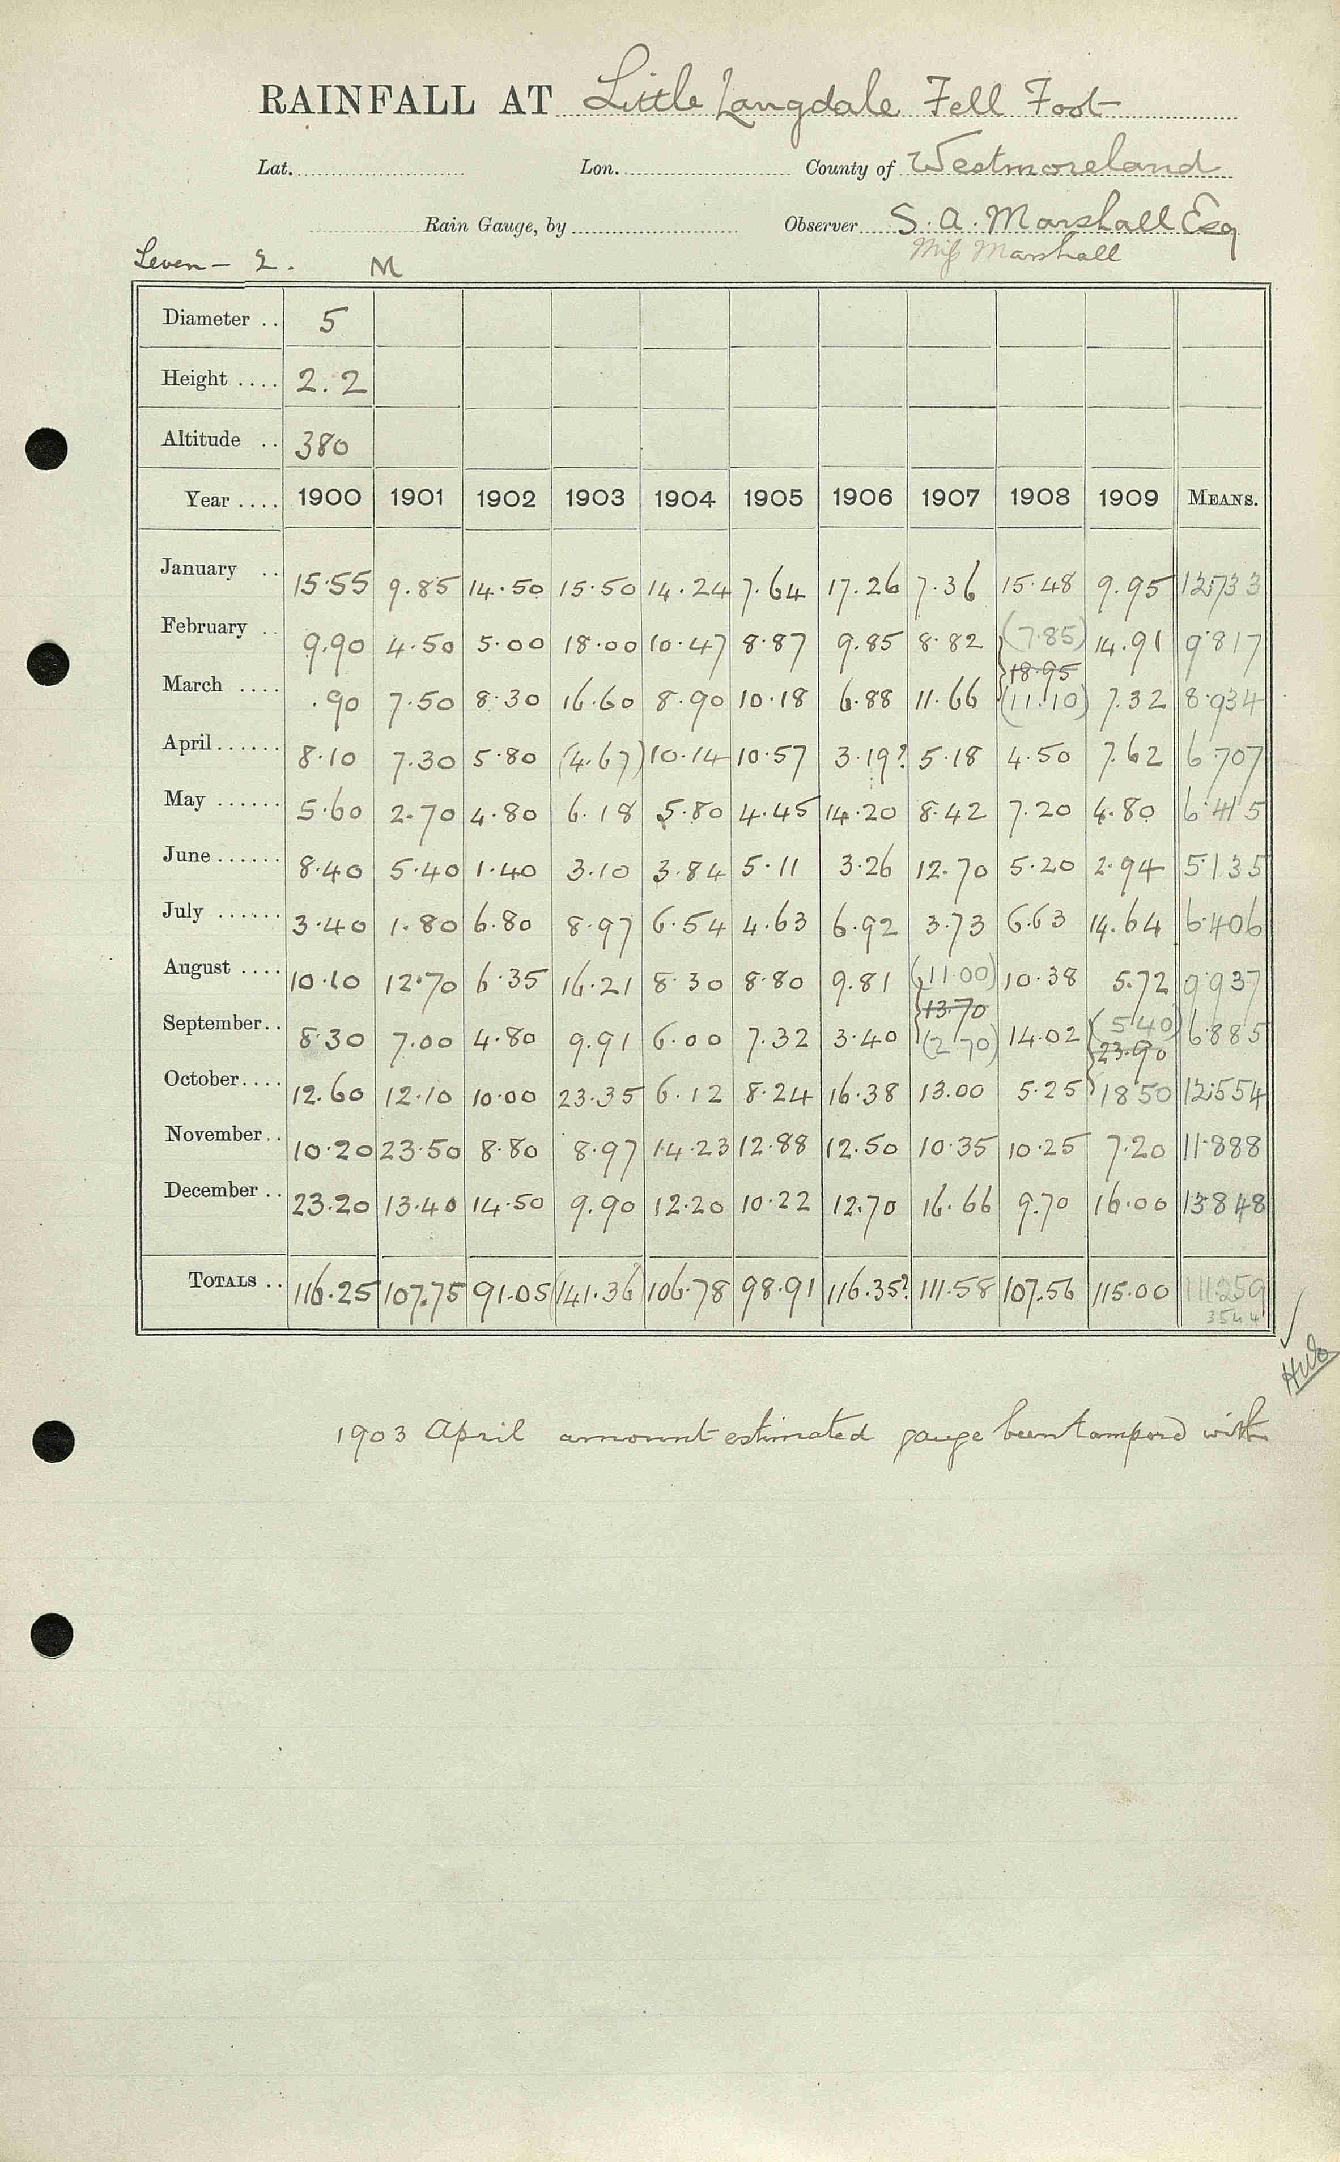 RAINFALL AT Little Langdale Fell Foot
Lat. Lon. County of Westmoreland
Rain Gauge, by Observer S. A. Marshall Esq
Miss Marshall
Leven – 2. M
Diameter .. 5
Height .... 2.2
Altitude .. 380
Year .... 1900 1901 1902 1903 1904 1905 1906 1907 1908 1909 MEANS.
January .. 15.55 9.85 14.50 15.50 14.24 7.64 17.26 7.36 15.48 9.95 12.733
February .. 9.90 4.50 5.00 18.00 10.47 8.87 9.85 8.82 (7.85) 14.91 9.817
18.95
March .... .90 7.50 8.30 16.60 8.90 10.18 6.88 11.66 (11.10) 7.32 8.934
April...... 8.10 7.30 5.80 (4.67) 10.14 10.57 3.19? 5.18 4.50 7.62 6.707
May ...... 5.60 2.70 4.80 6.18 5.80 4.45 14.20 8.42 7.20 4.80 6.415
June...... 8.40 5.40 1.40 3.10 3.84 5.11 3.26 12.70 5.20 2.94 5.135
July ...... 3.40 1.80 6.80 8.97 6.54 4.63 6.92 3.73 6.63 14.64 6.406
August .... 10.10 12.70 6.35 16.21 8.30 8.80 9.81 (11.00) 10.38 5.72 9.937
13.70
September.. 8.30 7.00 4.80 9.91 6.00 7.32 3.40 (2.70) 14.02 (5.40) 6.885
23.90
October.... 12.60 12.10 10.00 23.35 6.12 8.24 16.38 13.00 5.25 18.50 12.554
November.. 10.20 23.50 8.80 8.97 14.23 12.88 12.50 10.35 10.25 7.20 11.888
December .. 23.20 13.40 14.50 9.90 12.20 10.22 12.70 16.66 9.70 16.00 13.848
TOTALS .. 116.25 107.75 91.05 (141.36 106.78 98.91 116.35? 111.58 107.56 115.00 111.259
1903 April amount estimated gauge been tampered with